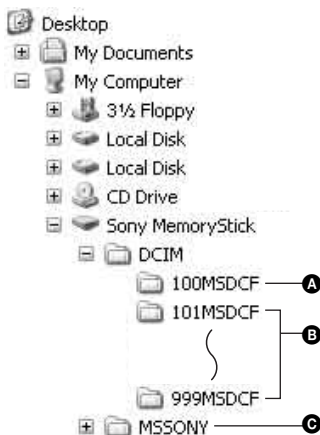 Desktop
My Documents
My Computer
3½ Floppy
Local Disk
Local Disk
CD Drive
Sony MemoryStick
DCIM
100MSDCF A
101MSDCF
B
999MSDCF
MSSONY C